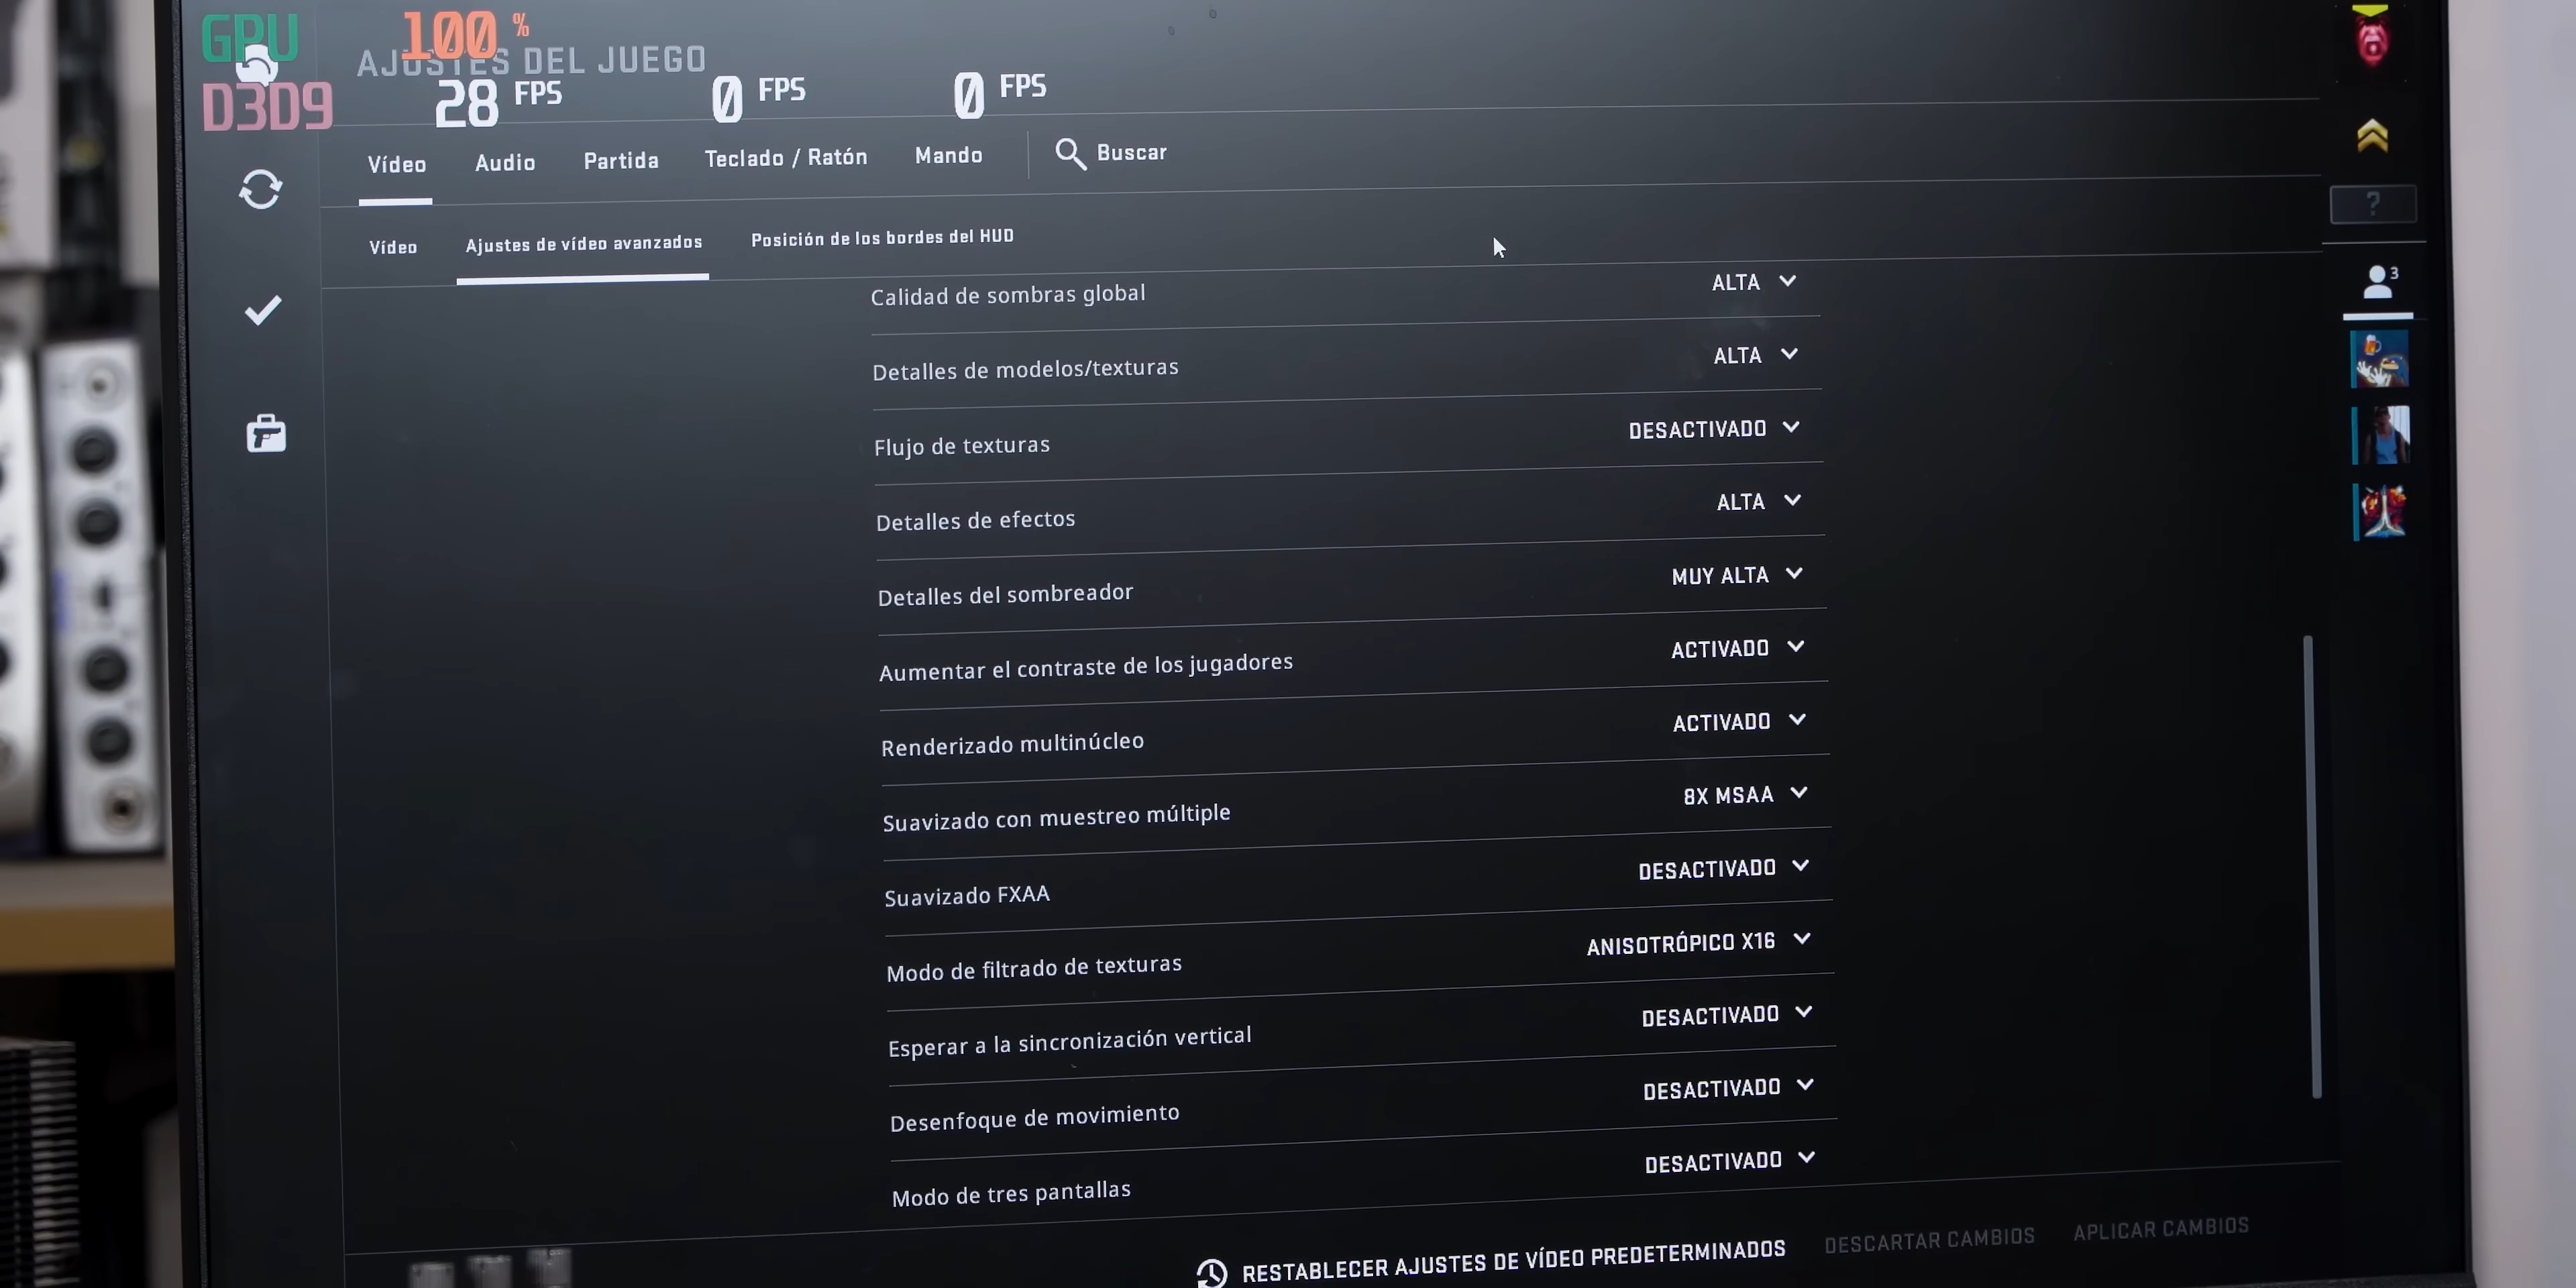 GPU 100 %
AJUSTES DEL JUEGO
D3D9 28 FPS 0 FPS 0 FPS
Vídeo Audio Partida Teclado / Ratón Mando Buscar
?
Vídeo Ajustes de vídeo avanzados Posición de los bordes del HUD
3
Calidad de sombras global ALTA
Detalles de modelos/texturas ALTA
Flujo de texturas DESACTIVADO
Detalles de efectos ALTA
Detalles del sombreador MUY ALTA
Aumentar el contraste de los jugadores ACTIVADO
Renderizado multinúcleo ACTIVADO
Suavizado con muestreo múltiple 8X MSAA
Suavizado FXAA DESACTIVADO
Modo de filtrado de texturas ANISOTRÓPICO X16
Esperar a la sincronización vertical DESACTIVADO
Desenfoque de movimiento DESACTIVADO
Modo de tres pantallas DESACTIVADO
RESTABLECER AJUSTES DE VÍDEO PREDETERMINADOS DESCARTAR CAMBIOS APLICAR CAMBIOS